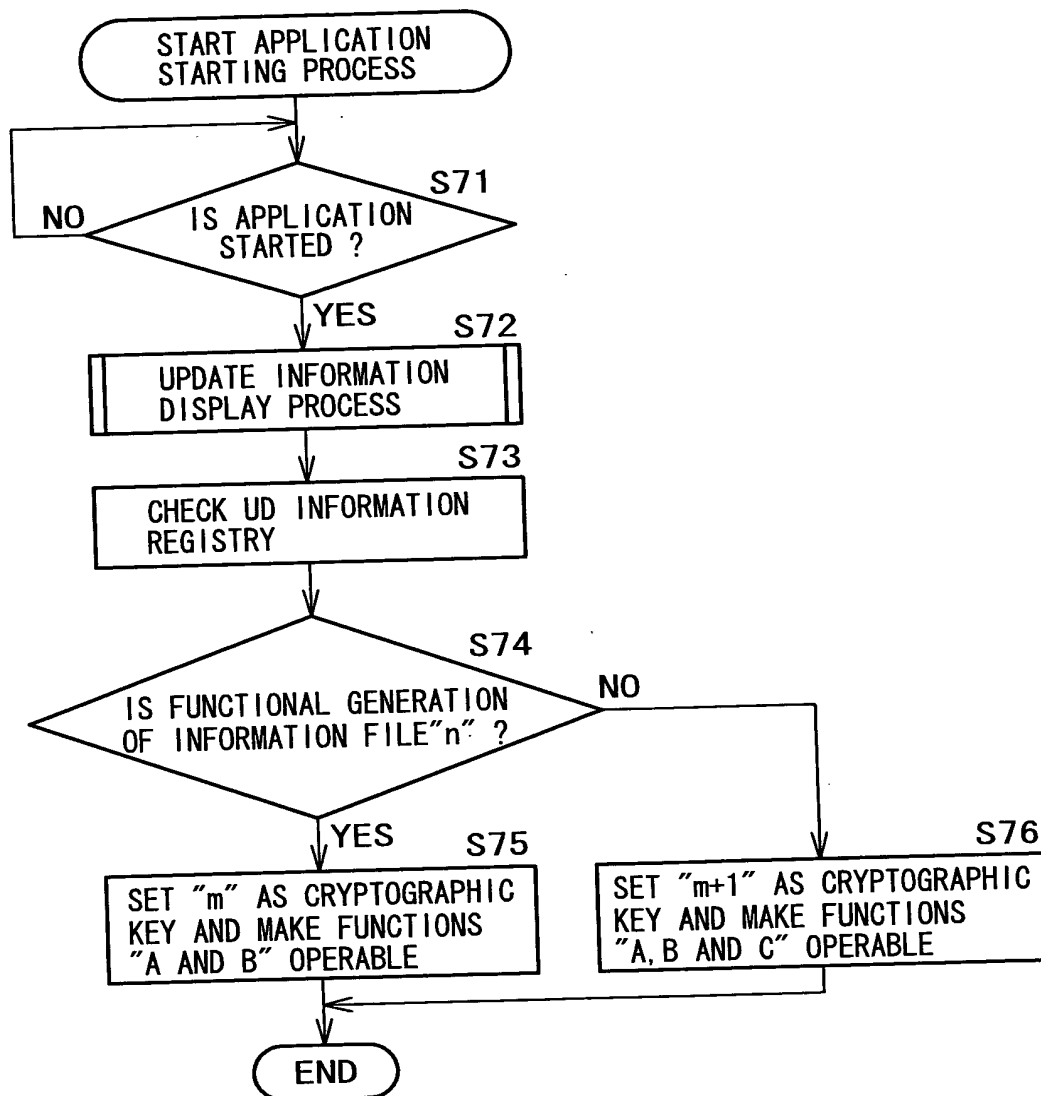 START APPLICATION
STARTING PROCESS
S71
NO
IS APPLICATION
STARTED ?
YES
S72
UPDATE INFORMATION
DISPLAY PROCESS
S73
CHECK UD INFORMATION
REGISTRY
S74
NO
IS FUNCTIONAL GENERATION
OF INFORMATION FILE"n" ?
YES
S75
S76
SET "m" AS CRYPTOGRAPHIC
KEY AND MAKE FUNCTIONS
"A AND B" OPERABLE
SET "m+1" AS CRYPTOGRAPHIC
KEY AND MAKE FUNCTIONS
"A, B AND C" OPERABLE
END